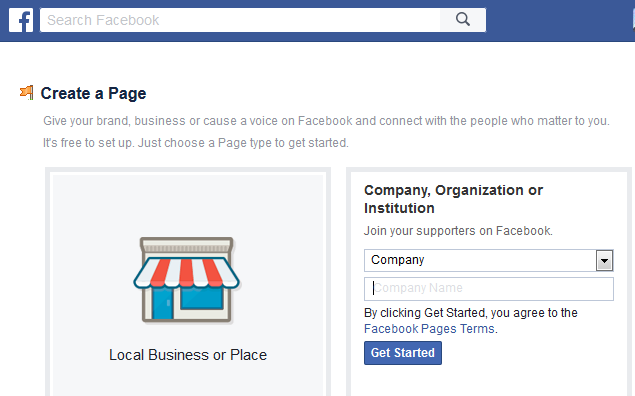 f
Search Facebook
Create a Page
Give your brand, business or cause a voice on Facebook and connect with the people who matter to you.
It's free to set up. Just choose a Page type to get started.
Local Business or Place
Company, Organization or
Institution
Join your supporters on Facebook.
Company
Company Name
By clicking Get Started, you agree to the
Facebook Pages Terms.
Get Started